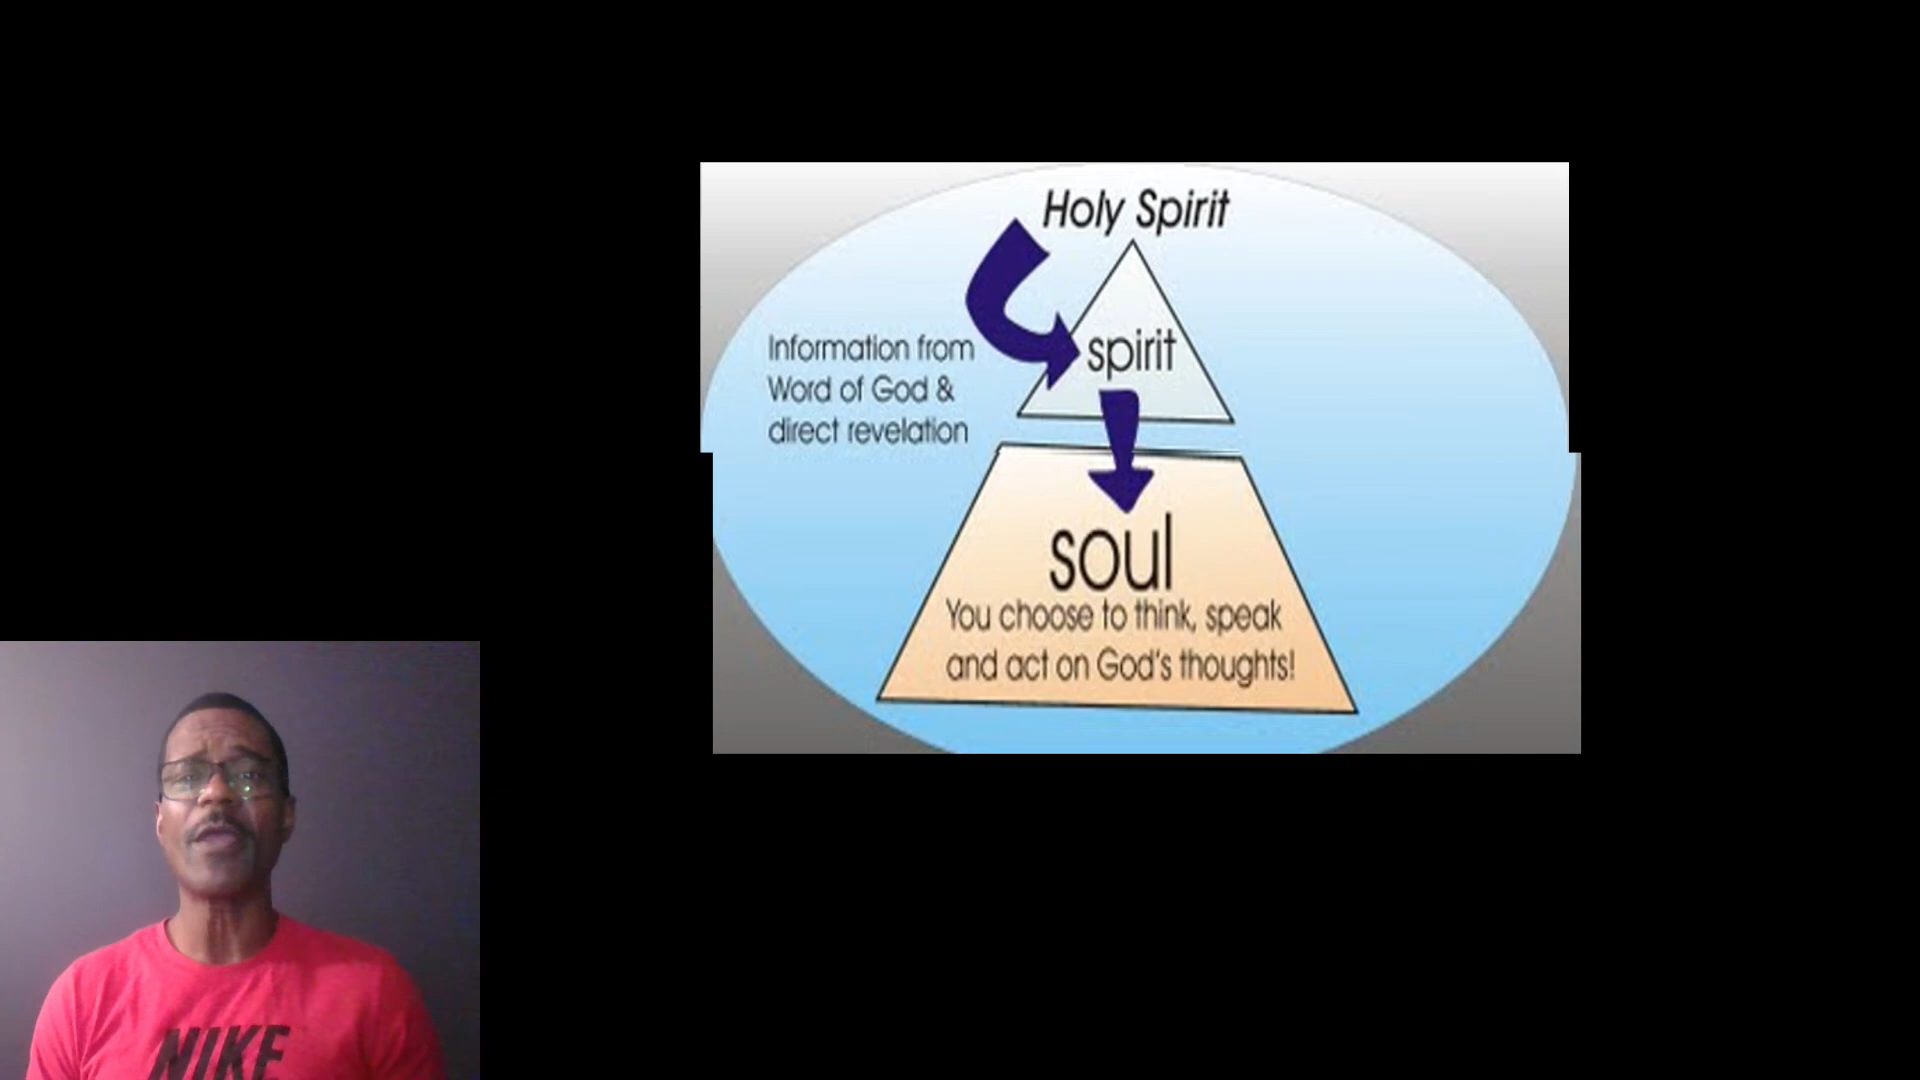 Holy Spirit
Information from
Word of God &
direct revelation
spirit
soul
You choose to think, speak
and act on God's thoughts!
NIKE